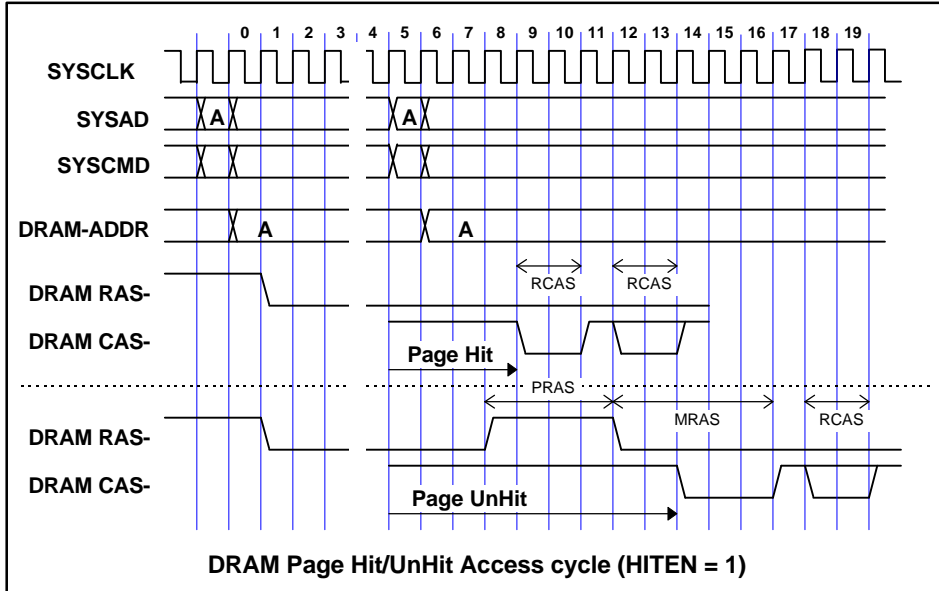 0 1 2 3 4 5 6 7 8 9 10 11 12 13 14 15 16 17 18 19
SYSCLK
SYSAD A A
SYSCMD
DRAM-ADDR A A
RCAS RCAS
DRAM RAS-
DRAM CAS-
Page Hit
PRAS
MRAS RCAS
DRAM RAS-
DRAM CAS-
Page UnHit
DRAM Page Hit/UnHit Access cycle (HITEN = 1)